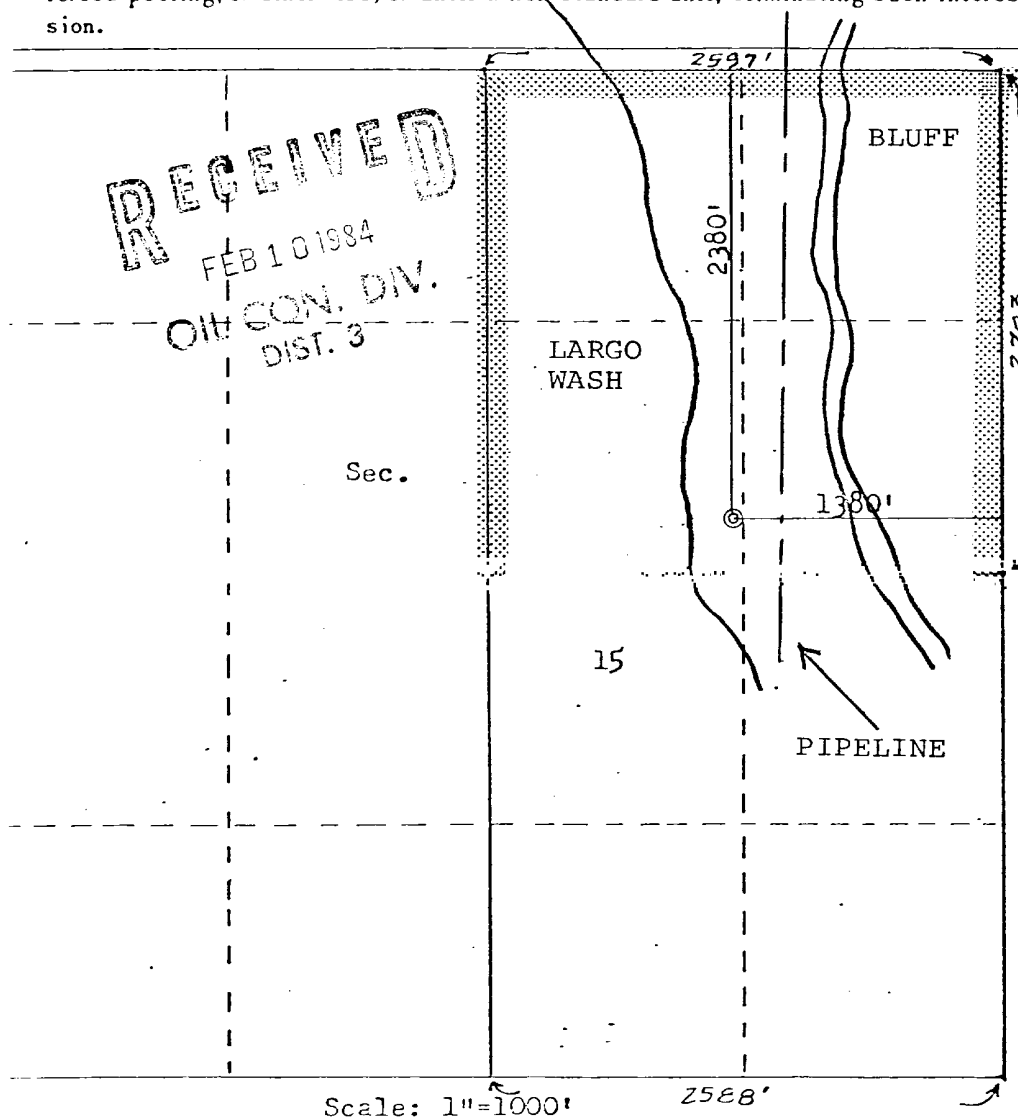 sion.
2597'
BLUFF
RECEIVED
FEB 10 1984
OIL CON. DIV.
DIST. 3
2380'
LARGO
WASH
Sec.
1380'
15
PIPELINE
Scale: 1"=1000'
2588'